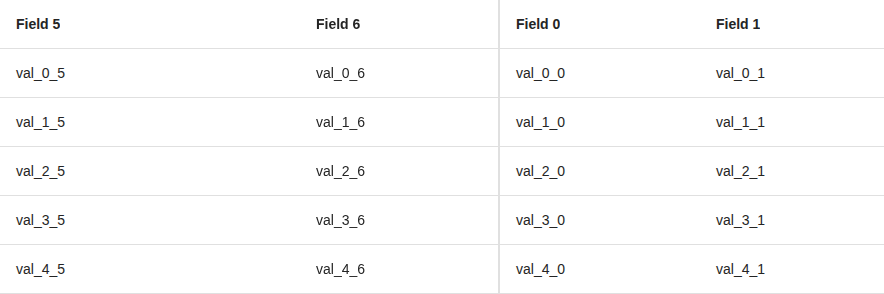 Field 5 Field 6 Field 0 Field 1
val_0_5 val_0_6 val_0_0 val_0_1
val_1_5 val_1_6 val_1_0 val_1_1
val_2_5 val_2_6 val_2_0 val_2_1
val_3_5 val_3_6 val_3_0 val_3_1
val_4_5 val_4_6 val_4_0 val_4_1